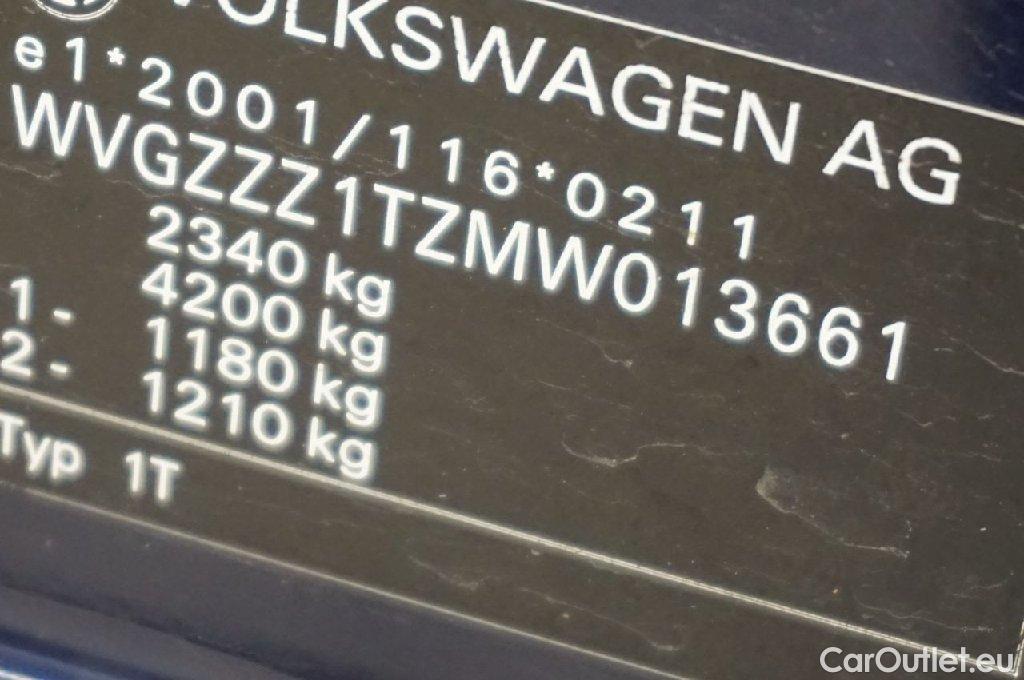 VOLKSWAGEN AG
e1*2001/116*0211
WVGZZZ1TZMW013661
2340 kg
4200 kg
1- 1180 kg
2- 1210 kg
Typ 1T
CarOutlet.eu